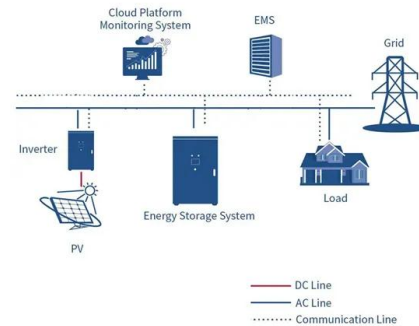 Cloud Platform
Monitoring System
EMS
Grid
Inverter
Energy Storage System
Load
PV
DC Line
AC Line
Communication Line